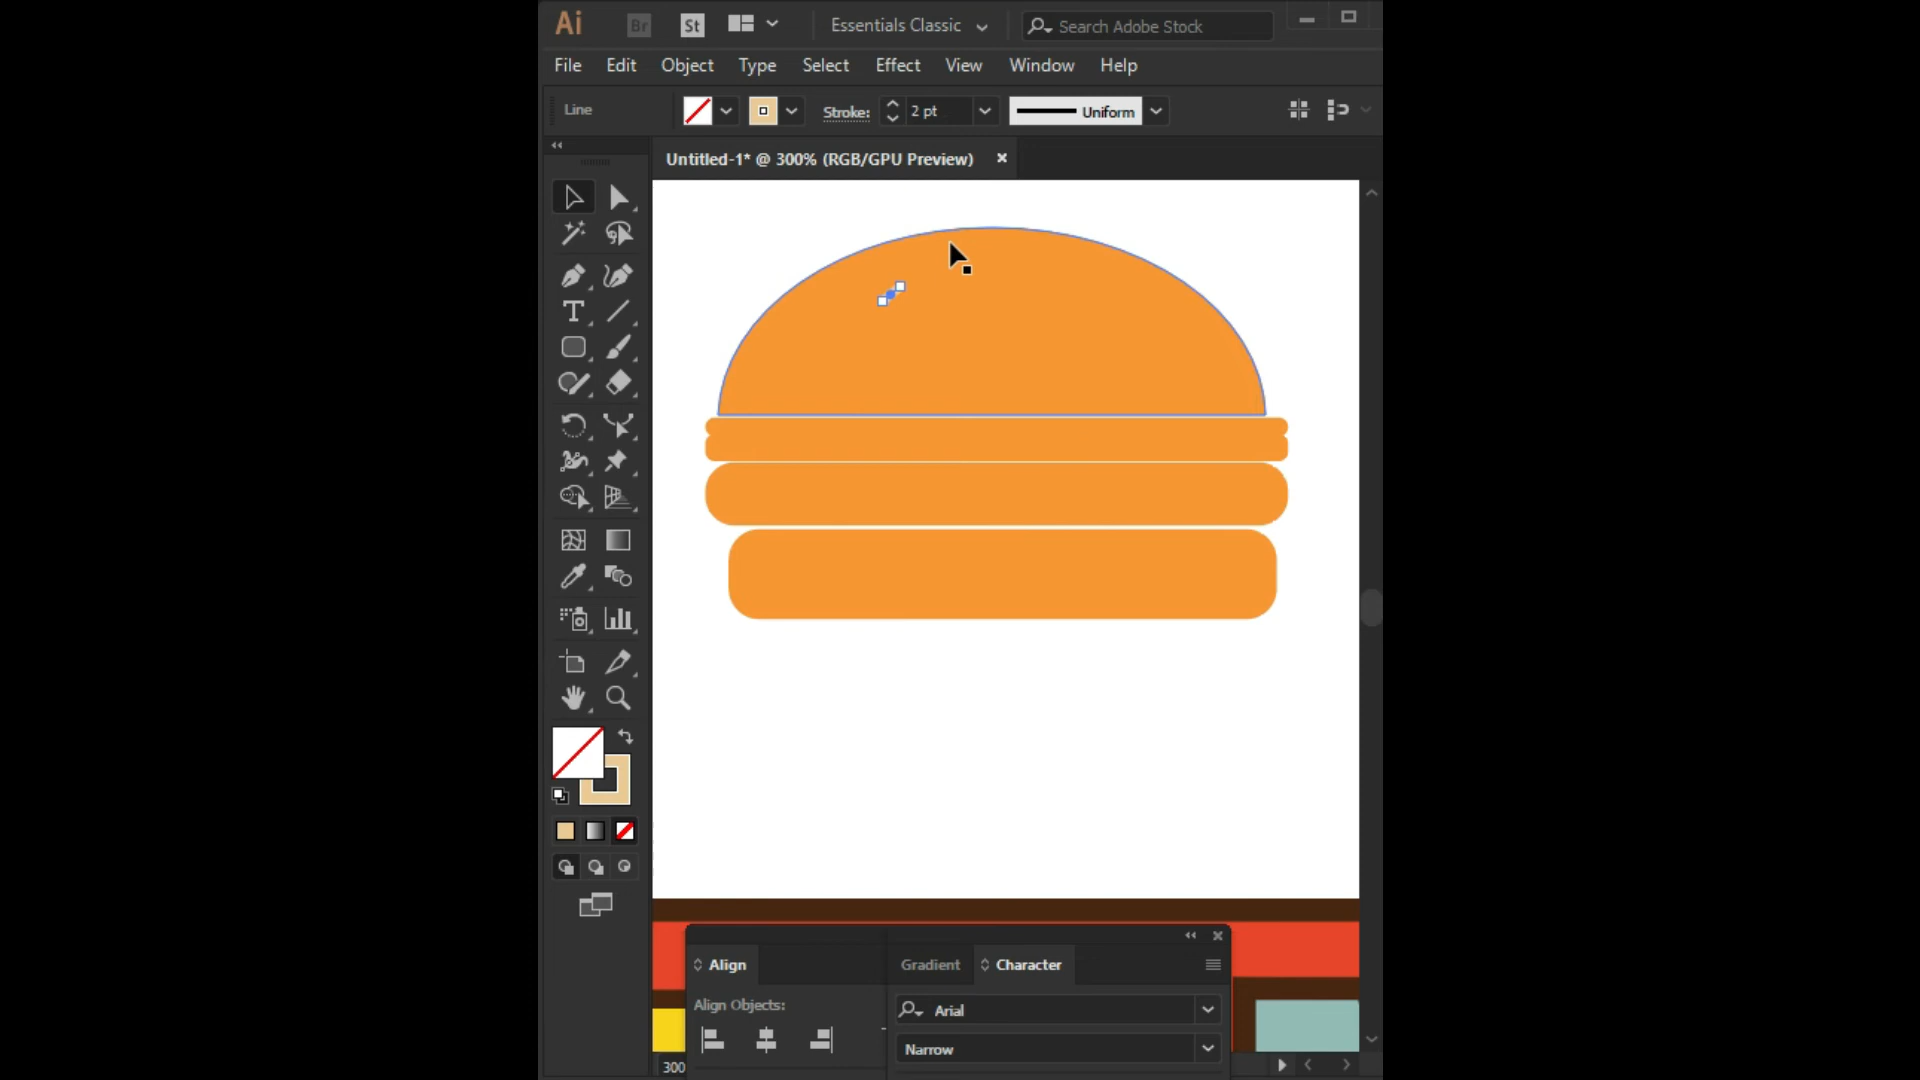 Ai Br St Essentials Classic Search Adobe Stock
File Edit Object Type Select Effect View Window Help
Line Stroke: 2 pt Uniform
Untitled-1* @ 300% (RGB/GPU Preview)
Align Gradient Character
Align Objects:
Arial
Narrow
300